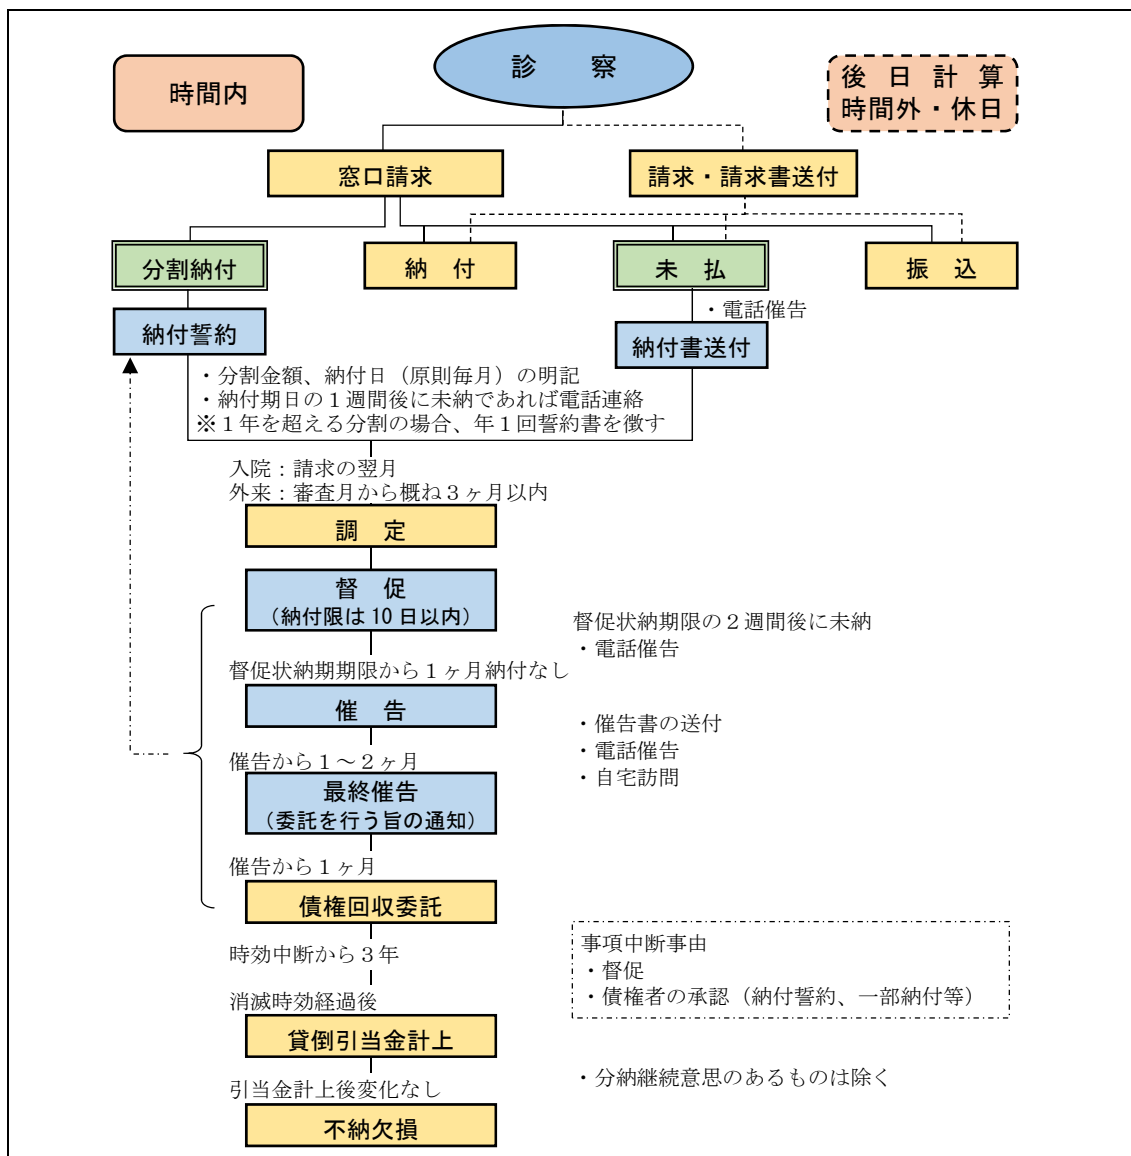 診　察
時間内
後日計算
時間外・休日
窓口請求
請求・請求書送付
分割納付
納　付
未　払
振　込
・電話催告
納付誓約
納付書送付
・分割金額、納付日（原則毎月）の明記
・納付期日の１週間後に未納であれば電話連絡
※１年を超える分割の場合、年１回誓約書を徴す
入院：請求の翌月
外来：審査月から概ね３ヶ月以内
調　定
督　促
（納付限は 10 日以内）
督促状納期限の２週間後に未納
・電話催告
督促状納期期限から１ヶ月納付なし
催　告
・催告書の送付
・電話催告
・自宅訪問
催告から１～２ヶ月
最終催告
（委託を行う旨の通知）
催告から１ヶ月
債権回収委託
時効中断から３年
事項中断事由
・督促
・債権者の承認（納付誓約、一部納付等）
消滅時効経過後
貸倒引当金計上
・分納継続意思のあるものは除く
引当金計上後変化なし
不納欠損